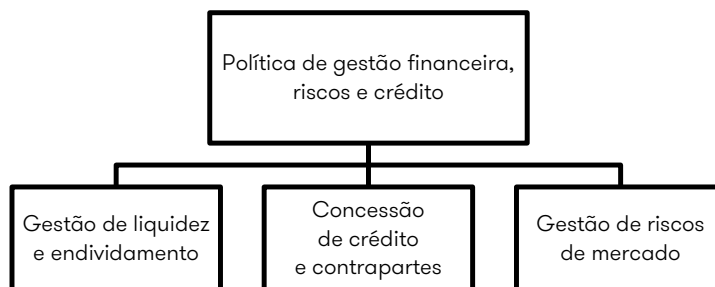 Política de gestão financeira,
riscos e crédito
Gestão de liquidez
e endividamento
Concessão
de crédito
e contrapartes
Gestão de riscos
de mercado